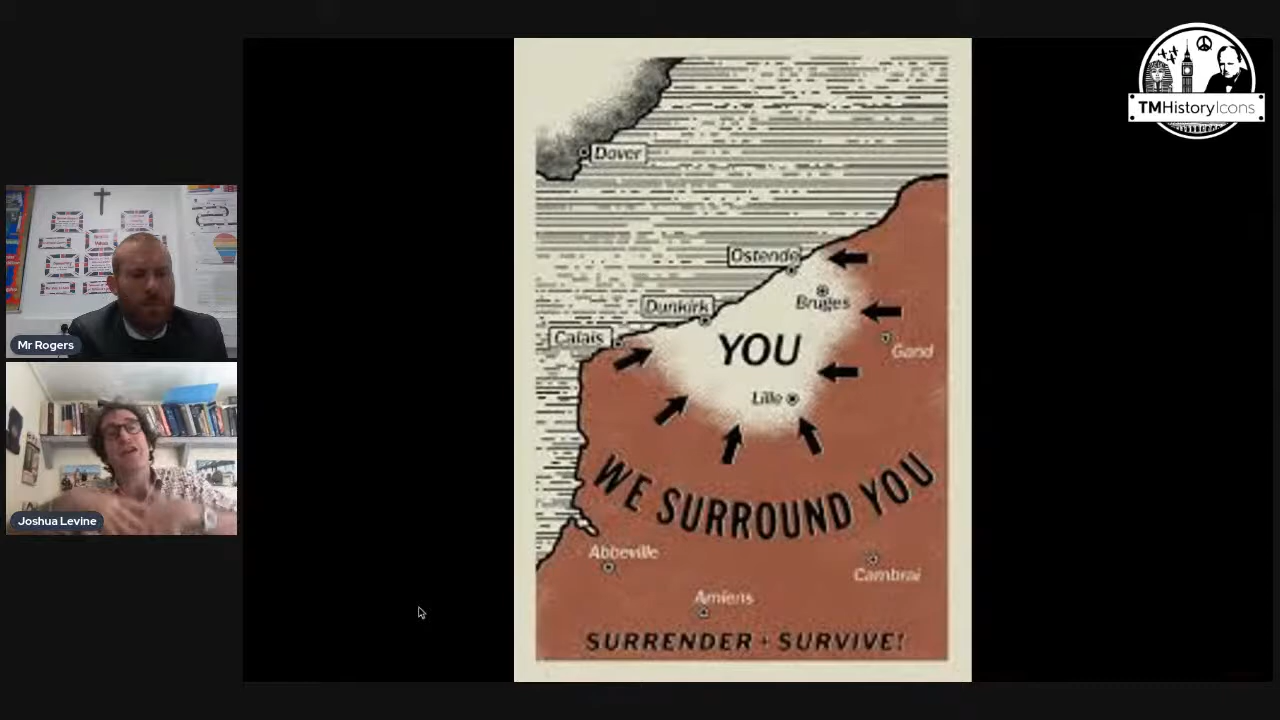 TMHistoryIcons
Dover
Ostende
Bruges
Dunkirk
Calais
YOU
Gand
Lille
WE SURROUND YOU
Abbeville
Cambrai
Amiens
SURRENDER + SURVIVE!
Mr Rogers
Joshua Levine